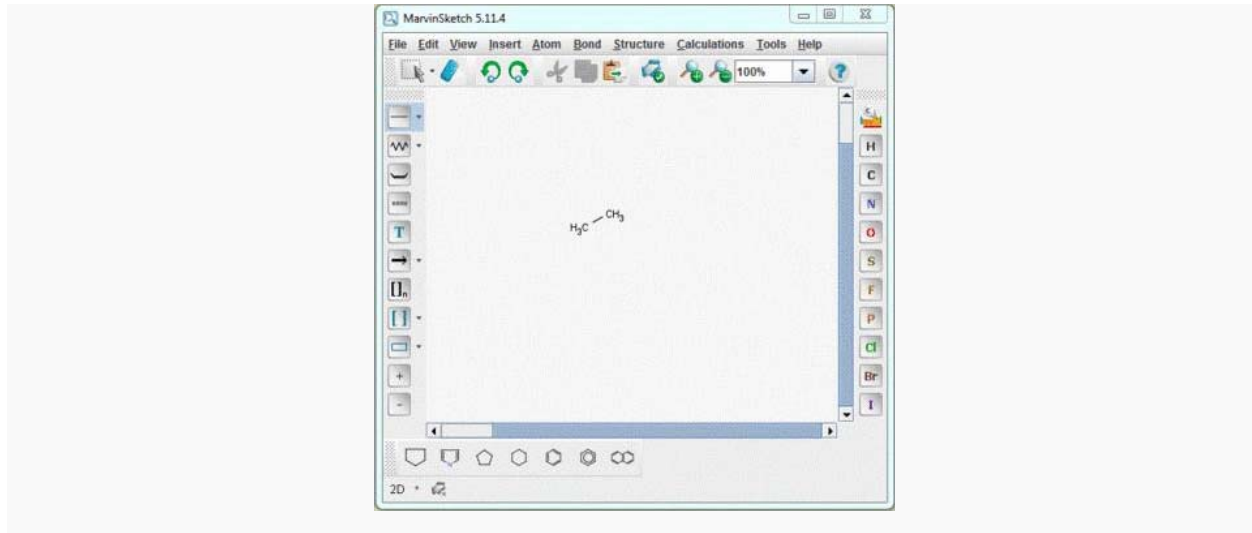 MarvinSketch 5.11.4
File Edit View Insert Atom Bond Structure Calculations Tools Help
100%
H
C
N
H₃C CH₃
T
O
S
[]n
F
[ ]
P
Cl
+
Br
-
I
2D